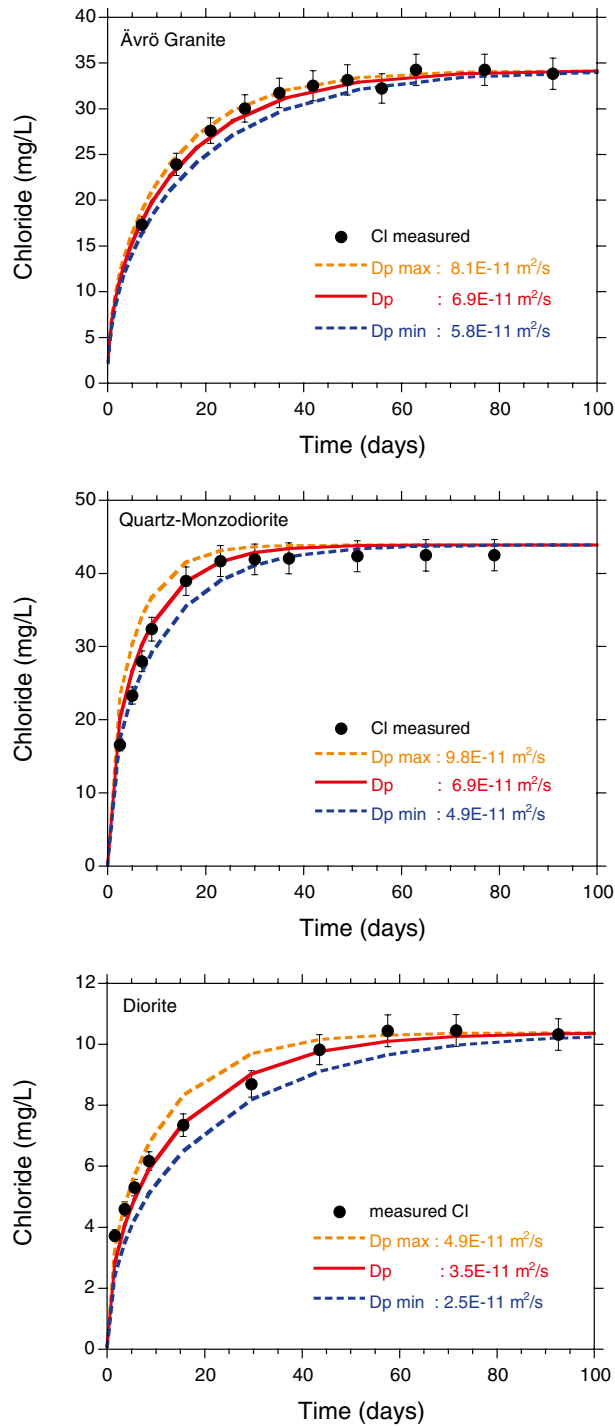 40
35
30
25
20
15
10
5
0
Chloride (mg/L)
Ävrö Granite
Cl measured
Dp max : 8.1E-11 m²/s
Dp : 6.9E-11 m²/s
Dp min : 5.8E-11 m²/s
0 20 40 60 80 100
Time (days)
50
40
30
20
10
0
Chloride (mg/L)
Quartz-Monzodiorite
Cl measured
Dp max : 9.8E-11 m²/s
Dp : 6.9E-11 m²/s
Dp min : 4.9E-11 m²/s
0 20 40 60 80 100
Time (days)
12
10
8
6
4
2
0
Chloride (mg/L)
Diorite
measured Cl
Dp max : 4.9E-11 m²/s
Dp : 3.5E-11 m²/s
Dp min : 2.5E-11 m²/s
0 20 40 60 80 100
Time (days)